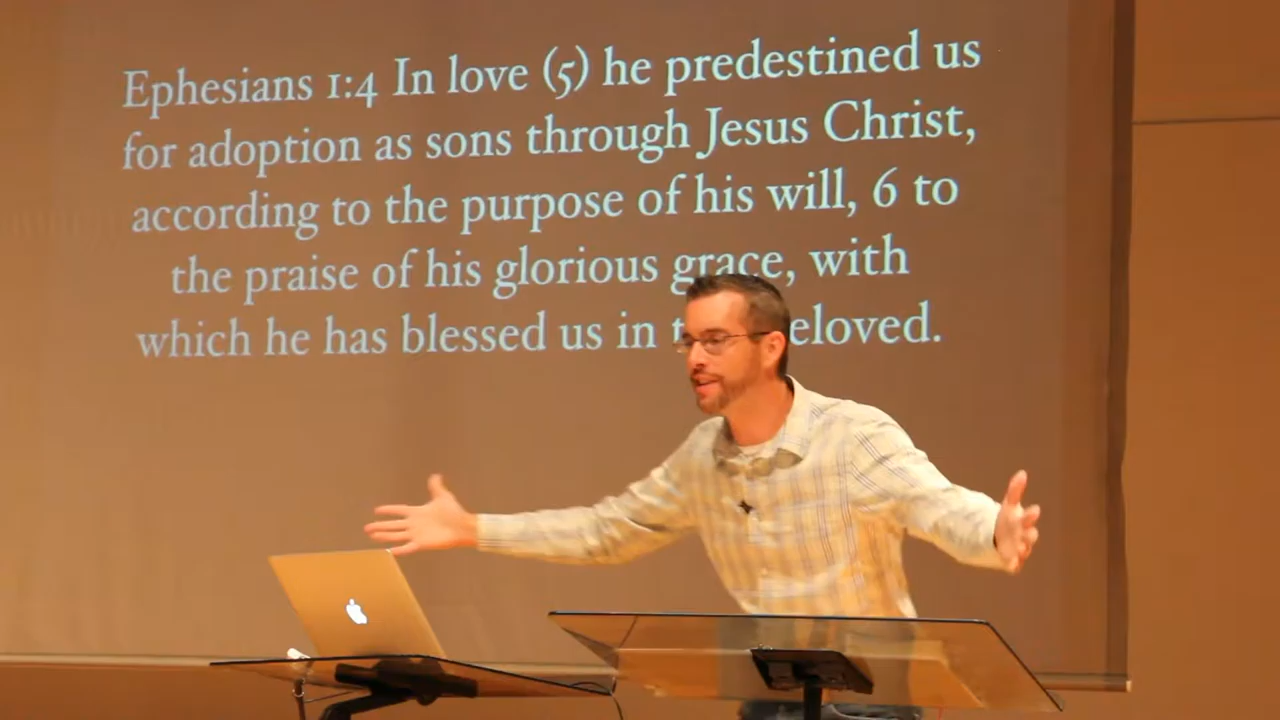 Ephesians 1:4 In love (5) he predestined us
for adoption as sons through Jesus Christ,
according to the purpose of his will, 6 to
the praise of his glorious grace, with
which he has blessed us in eloved.